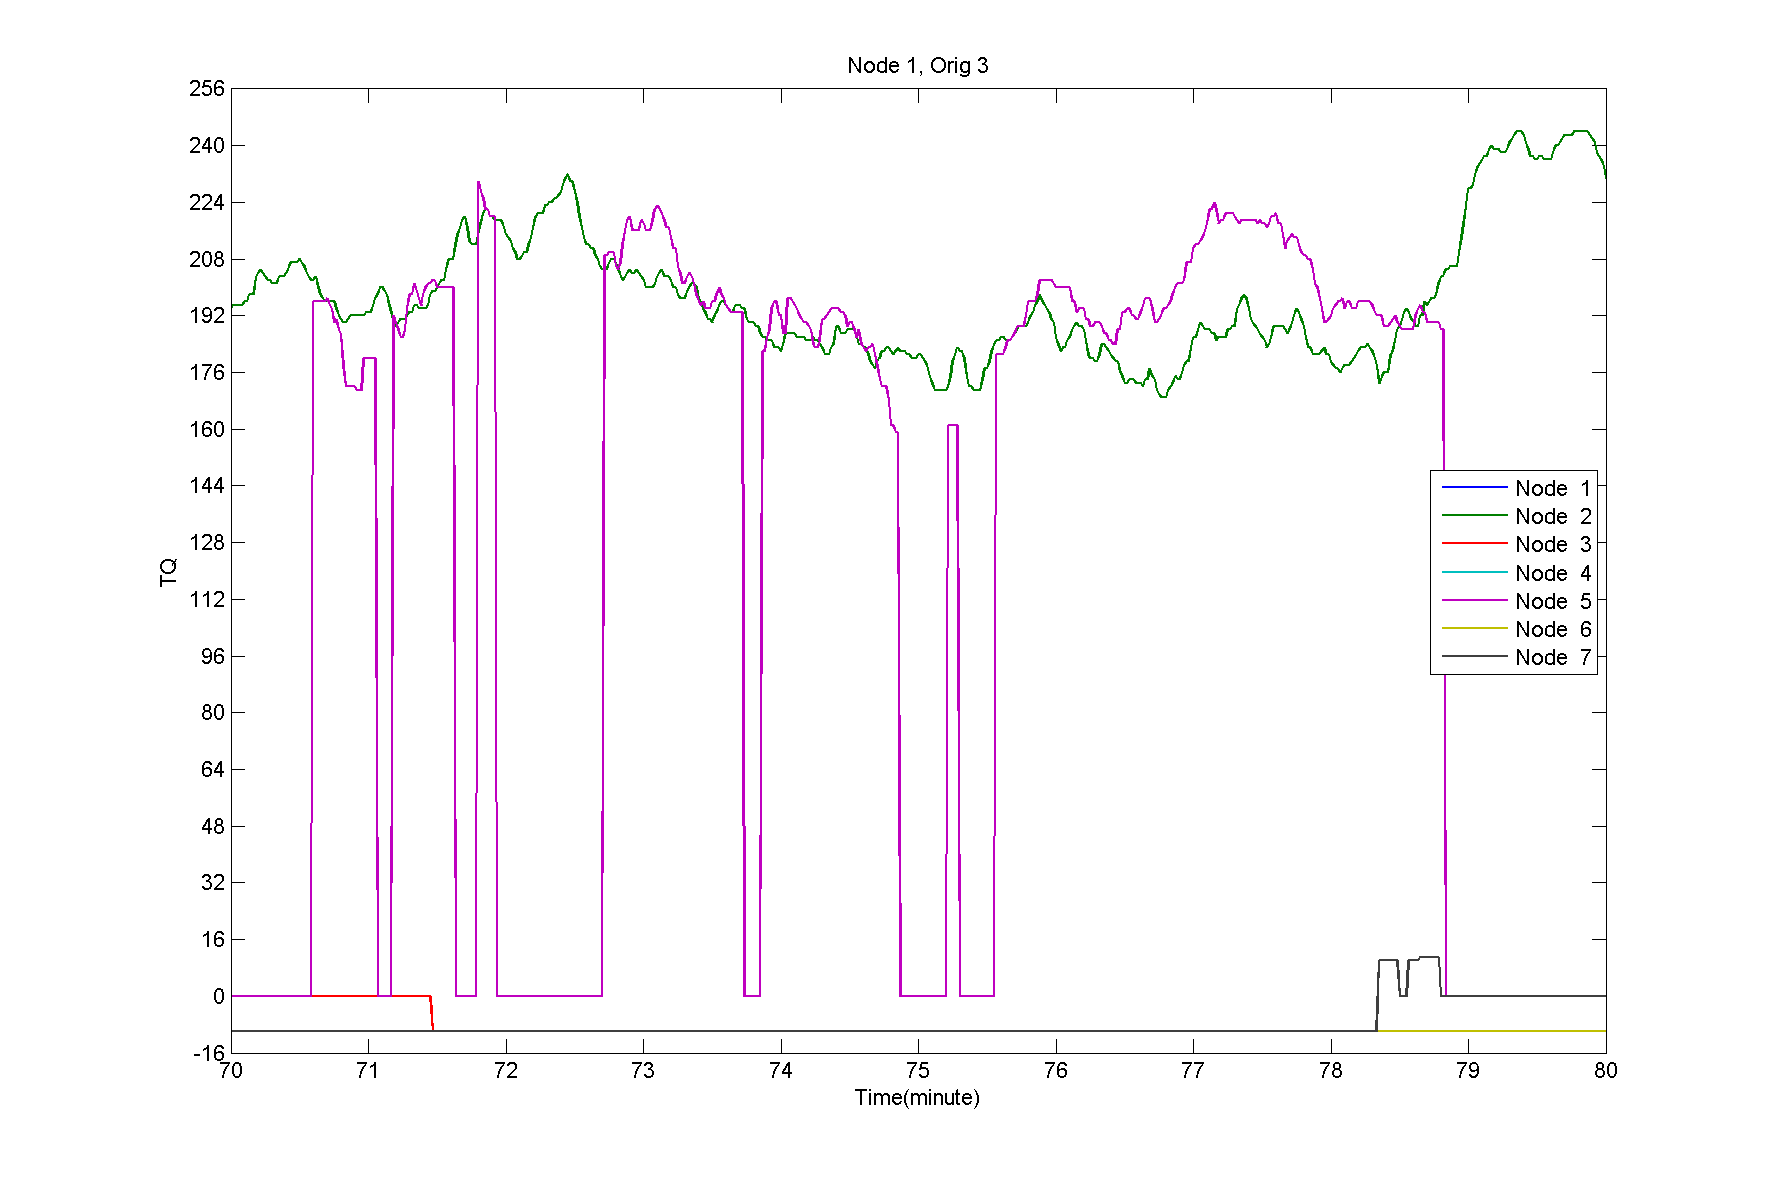 Node 1, Orig 3
256
240
224
208
192
176
160
144
128
112
96
80
64
48
32
16
0
-16
TQ
Node 1
Node 2
Node 3
Node 4
Node 5
Node 6
Node 7
70 71 72 73 74 75 76 77 78 79 80
Time(minute)